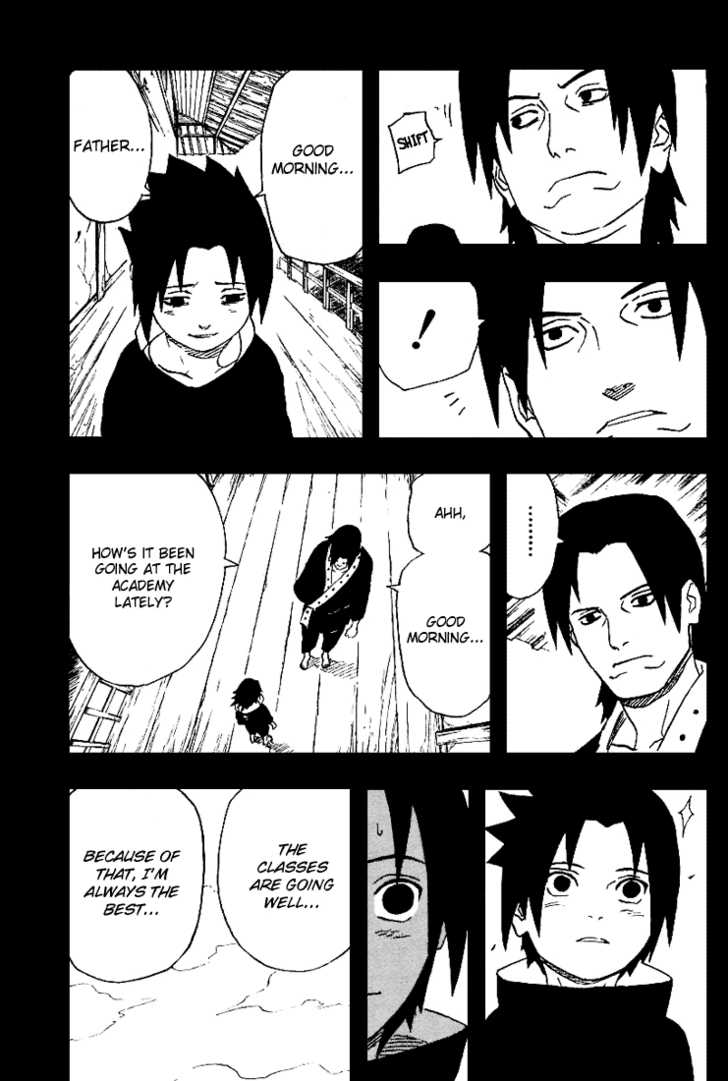 SHIFT
!
GOOD
MORNING...
FATHER...
.........
AHH,
GOOD
MORNING...
HOW'S IT BEEN
GOING AT THE
ACADEMY
LATELY?
THE
CLASSES
ARE GOING
WELL...
BECAUSE OF
THAT, I'M
ALWAYS THE
BEST...